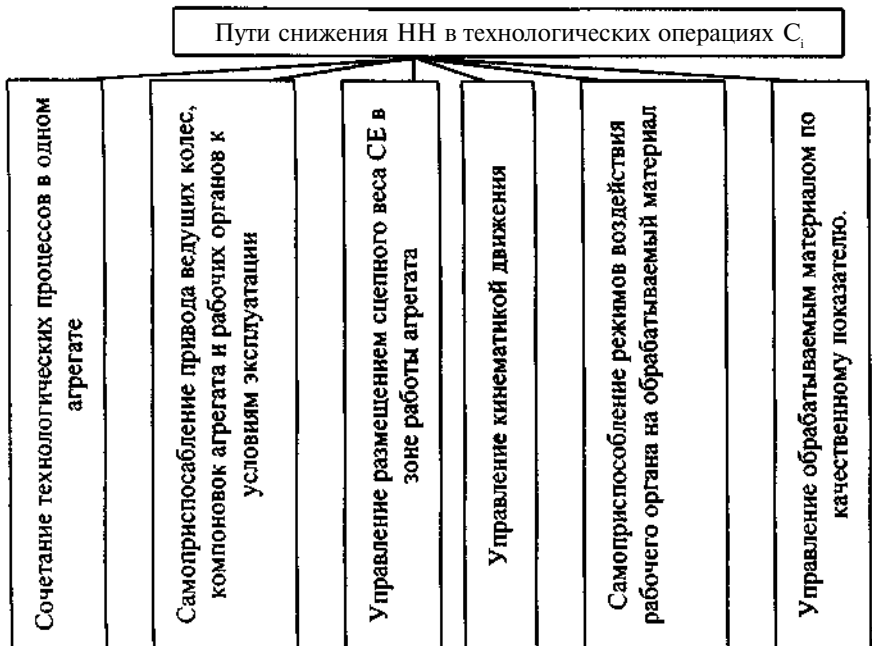 Пути снижения НН в технологических операциях C_i
Сочетание технологических процессов в одном
агрегате
Самоприспосабление привода ведущих колес,
компоновок агрегата и рабочих органов к
условиям эксплуатации
Управление размещением сцепного веса СЕ в
зоне работы агрегата
Управление кинематикой движения
Самоприспособление режимов воздействия
рабочего органа на обрабатываемый материал
Управление обрабатываемым материалом по
качественному показателю.